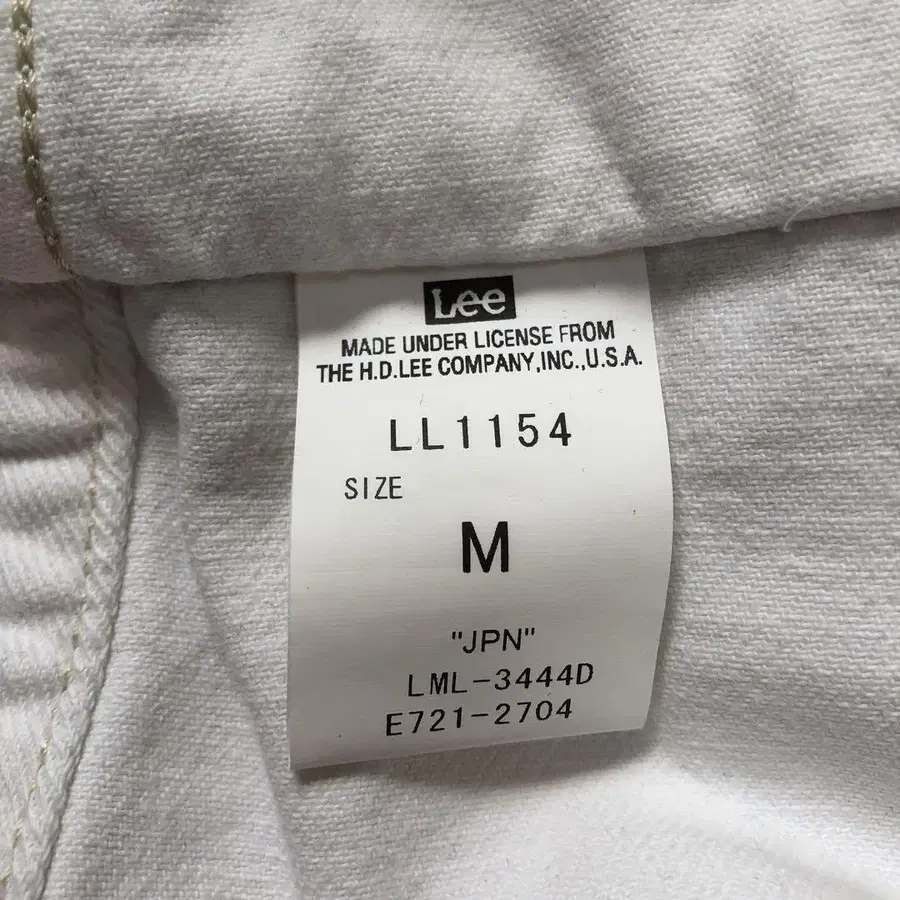 Lee
MADE UNDER LICENSE FROM
THE H.D.LEE COMPANY,INC.,U.S.A.
LL1154
SIZE
M
"JPN"
LML-3444D
E721-2704